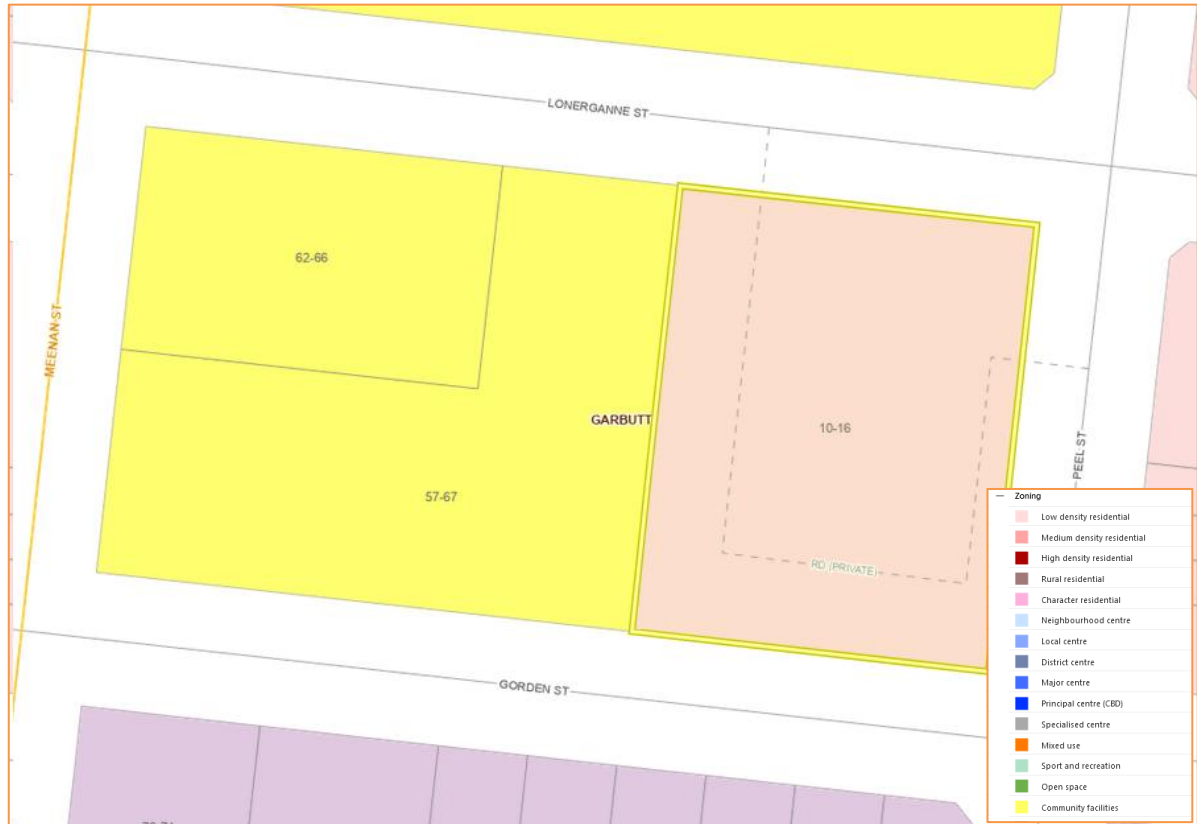 LONERGANNE ST
62-66
MEENAN ST
GARBUTT
10-16
PEEL ST
57-67
RD (PRIVATE)
GORDEN ST
Zoning
Low density residential
Medium density residential
High density residential
Rural residential
Character residential
Neighbourhood centre
Local centre
District centre
Major centre
Principal centre (CBD)
Specialised centre
Mixed use
Sport and recreation
Open space
Community facilities